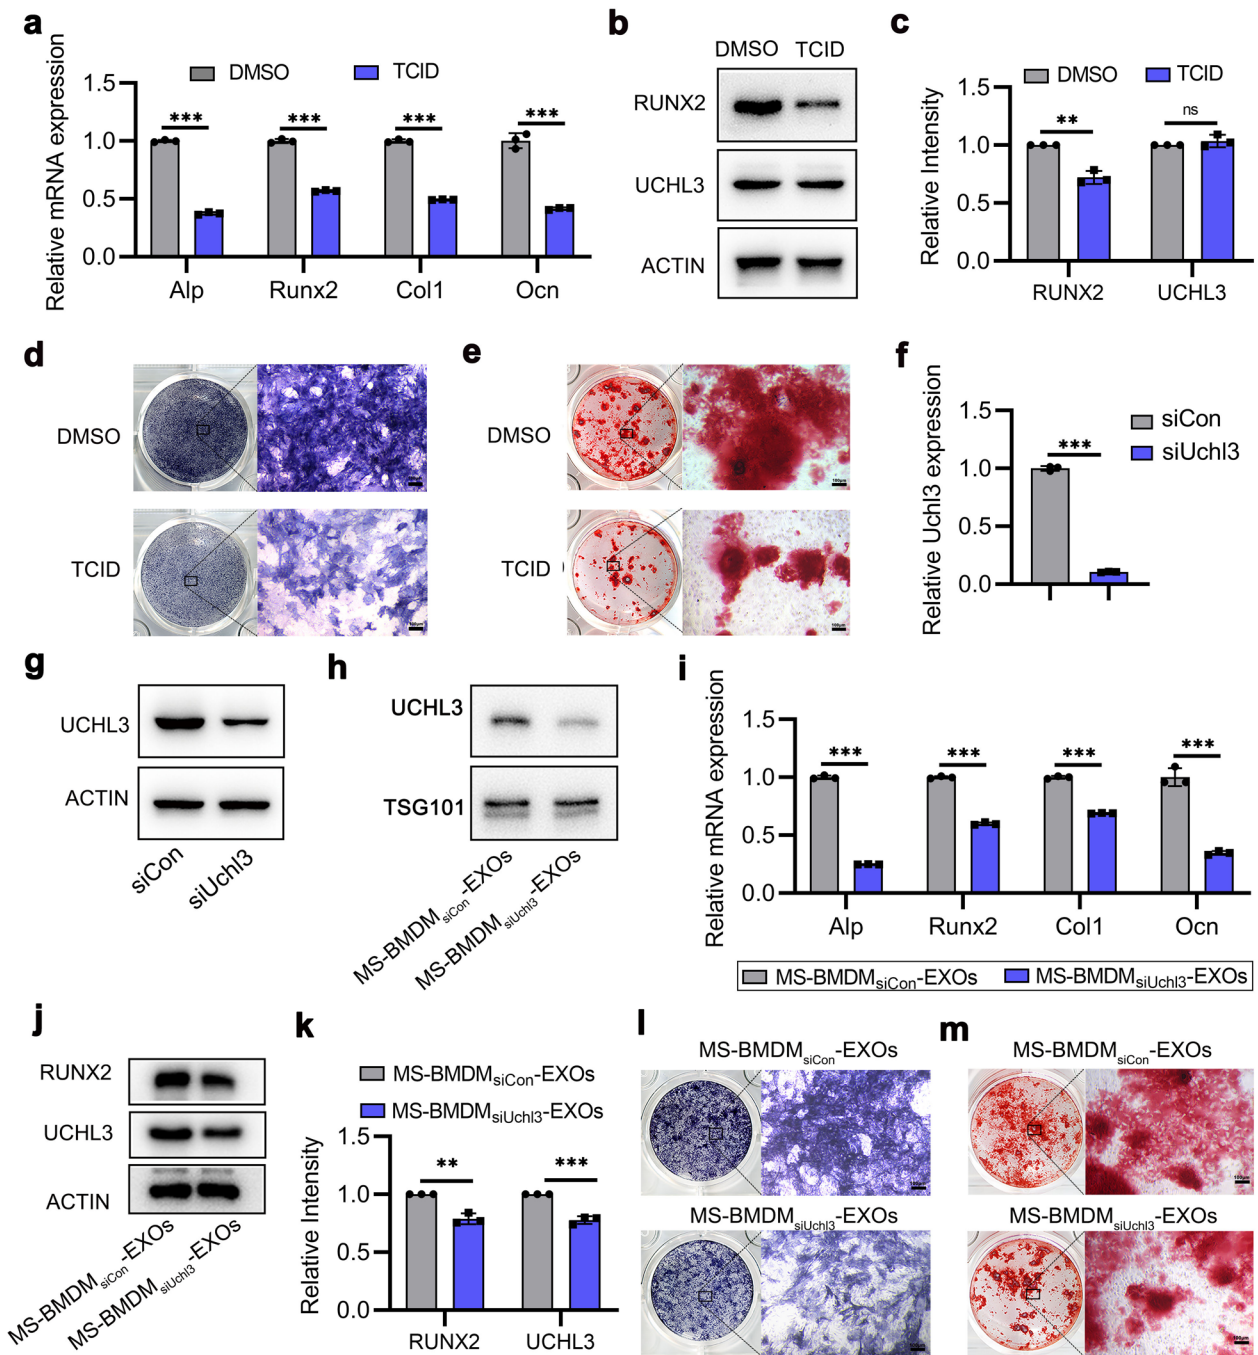 a
Relative mRNA expression
DMSO TCID
*** *** *** ***
1.5
1.0
0.5
0.0
Alp Runx2 Col1 Ocn
b
DMSO TCID
RUNX2
UCHL3
ACTIN
c
Relative Intensity
DMSO TCID
** ns
1.5
1.0
0.5
0.0
RUNX2 UCHL3
d
DMSO
TCID
100μm
e
DMSO
100μm
TCID
100μm
f
Relative Uchl3 expression
1.5
1.0
0.5
0.0
***
siCon
siUchl3
g
UCHL3
ACTIN
siCon
siUchl3
h
UCHL3
TSG101
MS-BMDMsiCon-EXOs
MS-BMDMsiUchl3-EXOs
i
Relative mRNA expression
*** *** *** ***
1.5
1.0
0.5
0.0
Alp Runx2 Col1 Ocn
MS-BMDMsiCon-EXOs MS-BMDMsiUchl3-EXOs
j
RUNX2
UCHL3
ACTIN
MS-BMDMsiCon-EXOs
MS-BMDMsiUchl3-EXOs
k
MS-BMDMsiCon-EXOs
MS-BMDMsiUchl3-EXOs
Relative Intensity
** ***
1.5
1.0
0.5
0.0
RUNX2 UCHL3
l
MS-BMDMsiCon-EXOs
100μm
MS-BMDMsiUchl3-EXOs
m
MS-BMDMsiCon-EXOs
100μm
MS-BMDMsiUchl3-EXOs
100μm